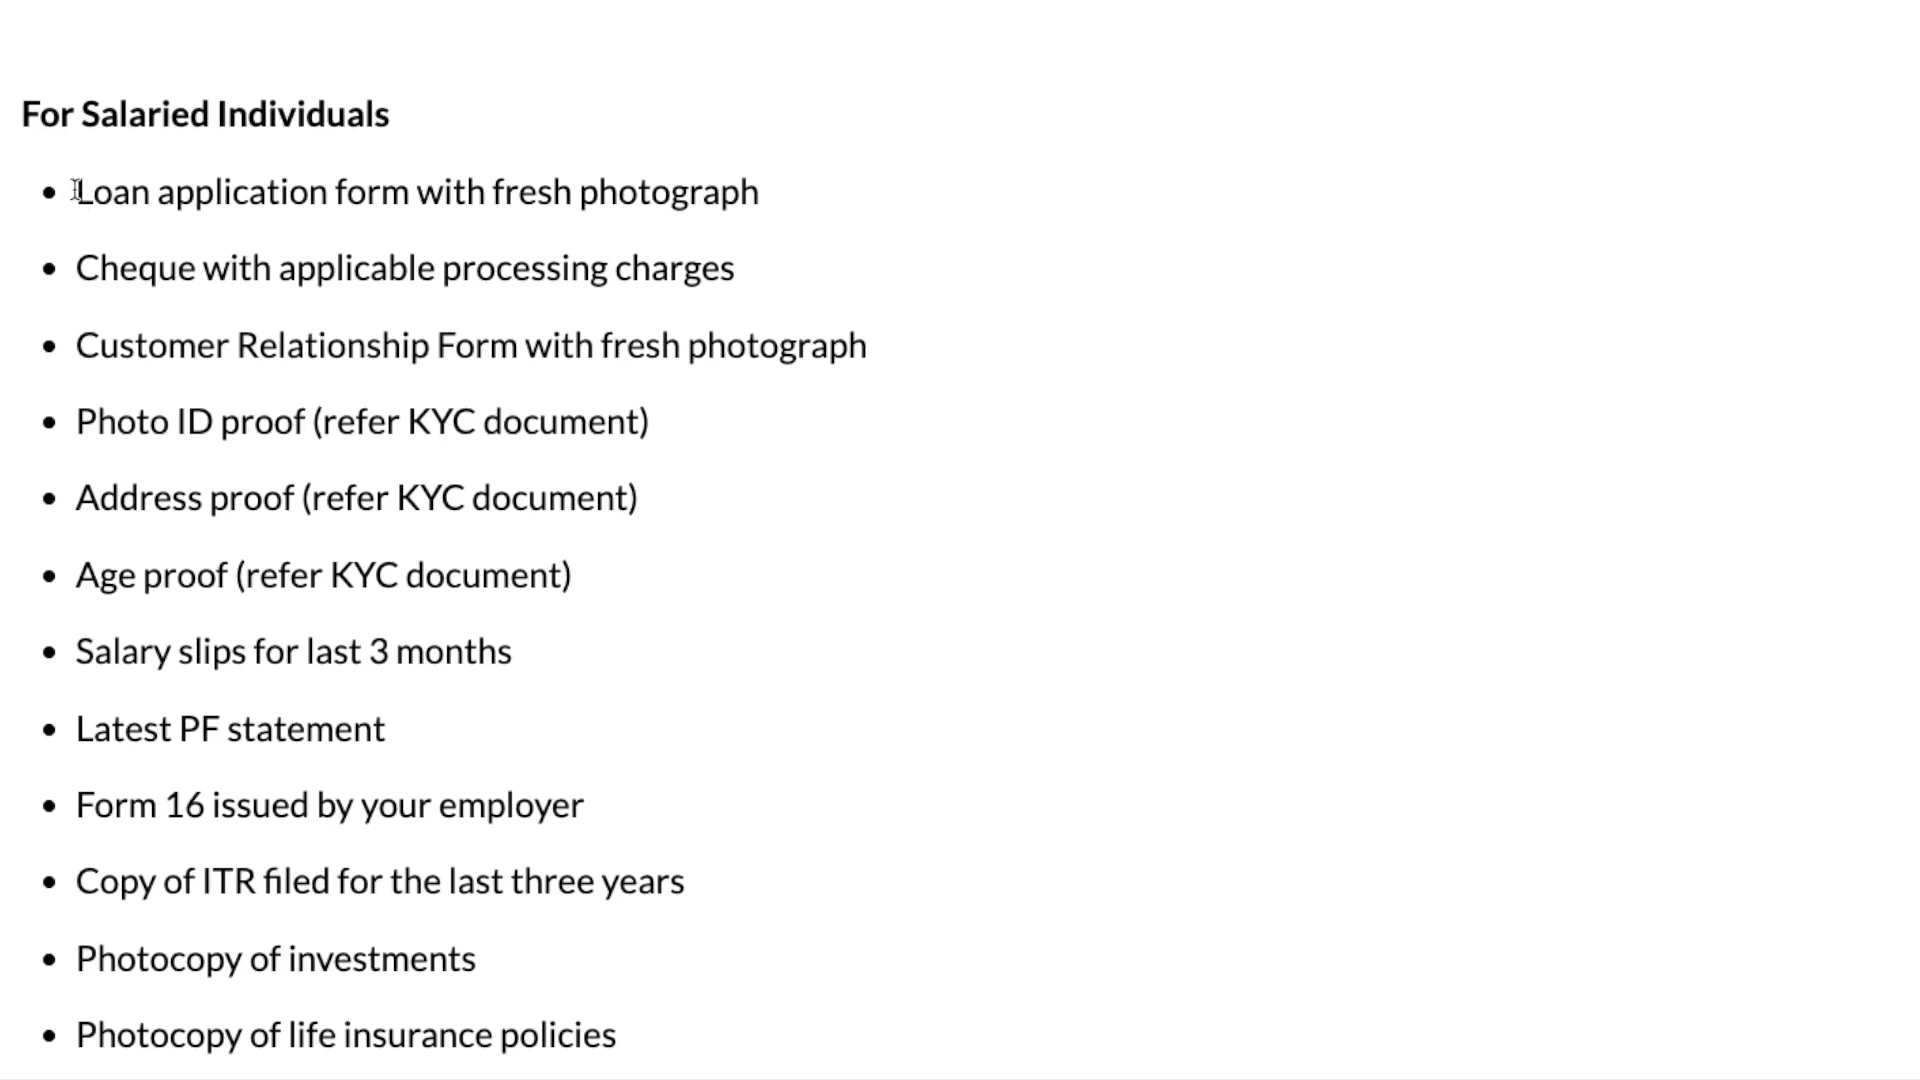 For Salaried Individuals
• Loan application form with fresh photograph
• Cheque with applicable processing charges
• Customer Relationship Form with fresh photograph
• Photo ID proof (refer KYC document)
• Address proof (refer KYC document)
• Age proof (refer KYC document)
• Salary slips for last 3 months
• Latest PF statement
• Form 16 issued by your employer
• Copy of ITR filed for the last three years
• Photocopy of investments
• Photocopy of life insurance policies